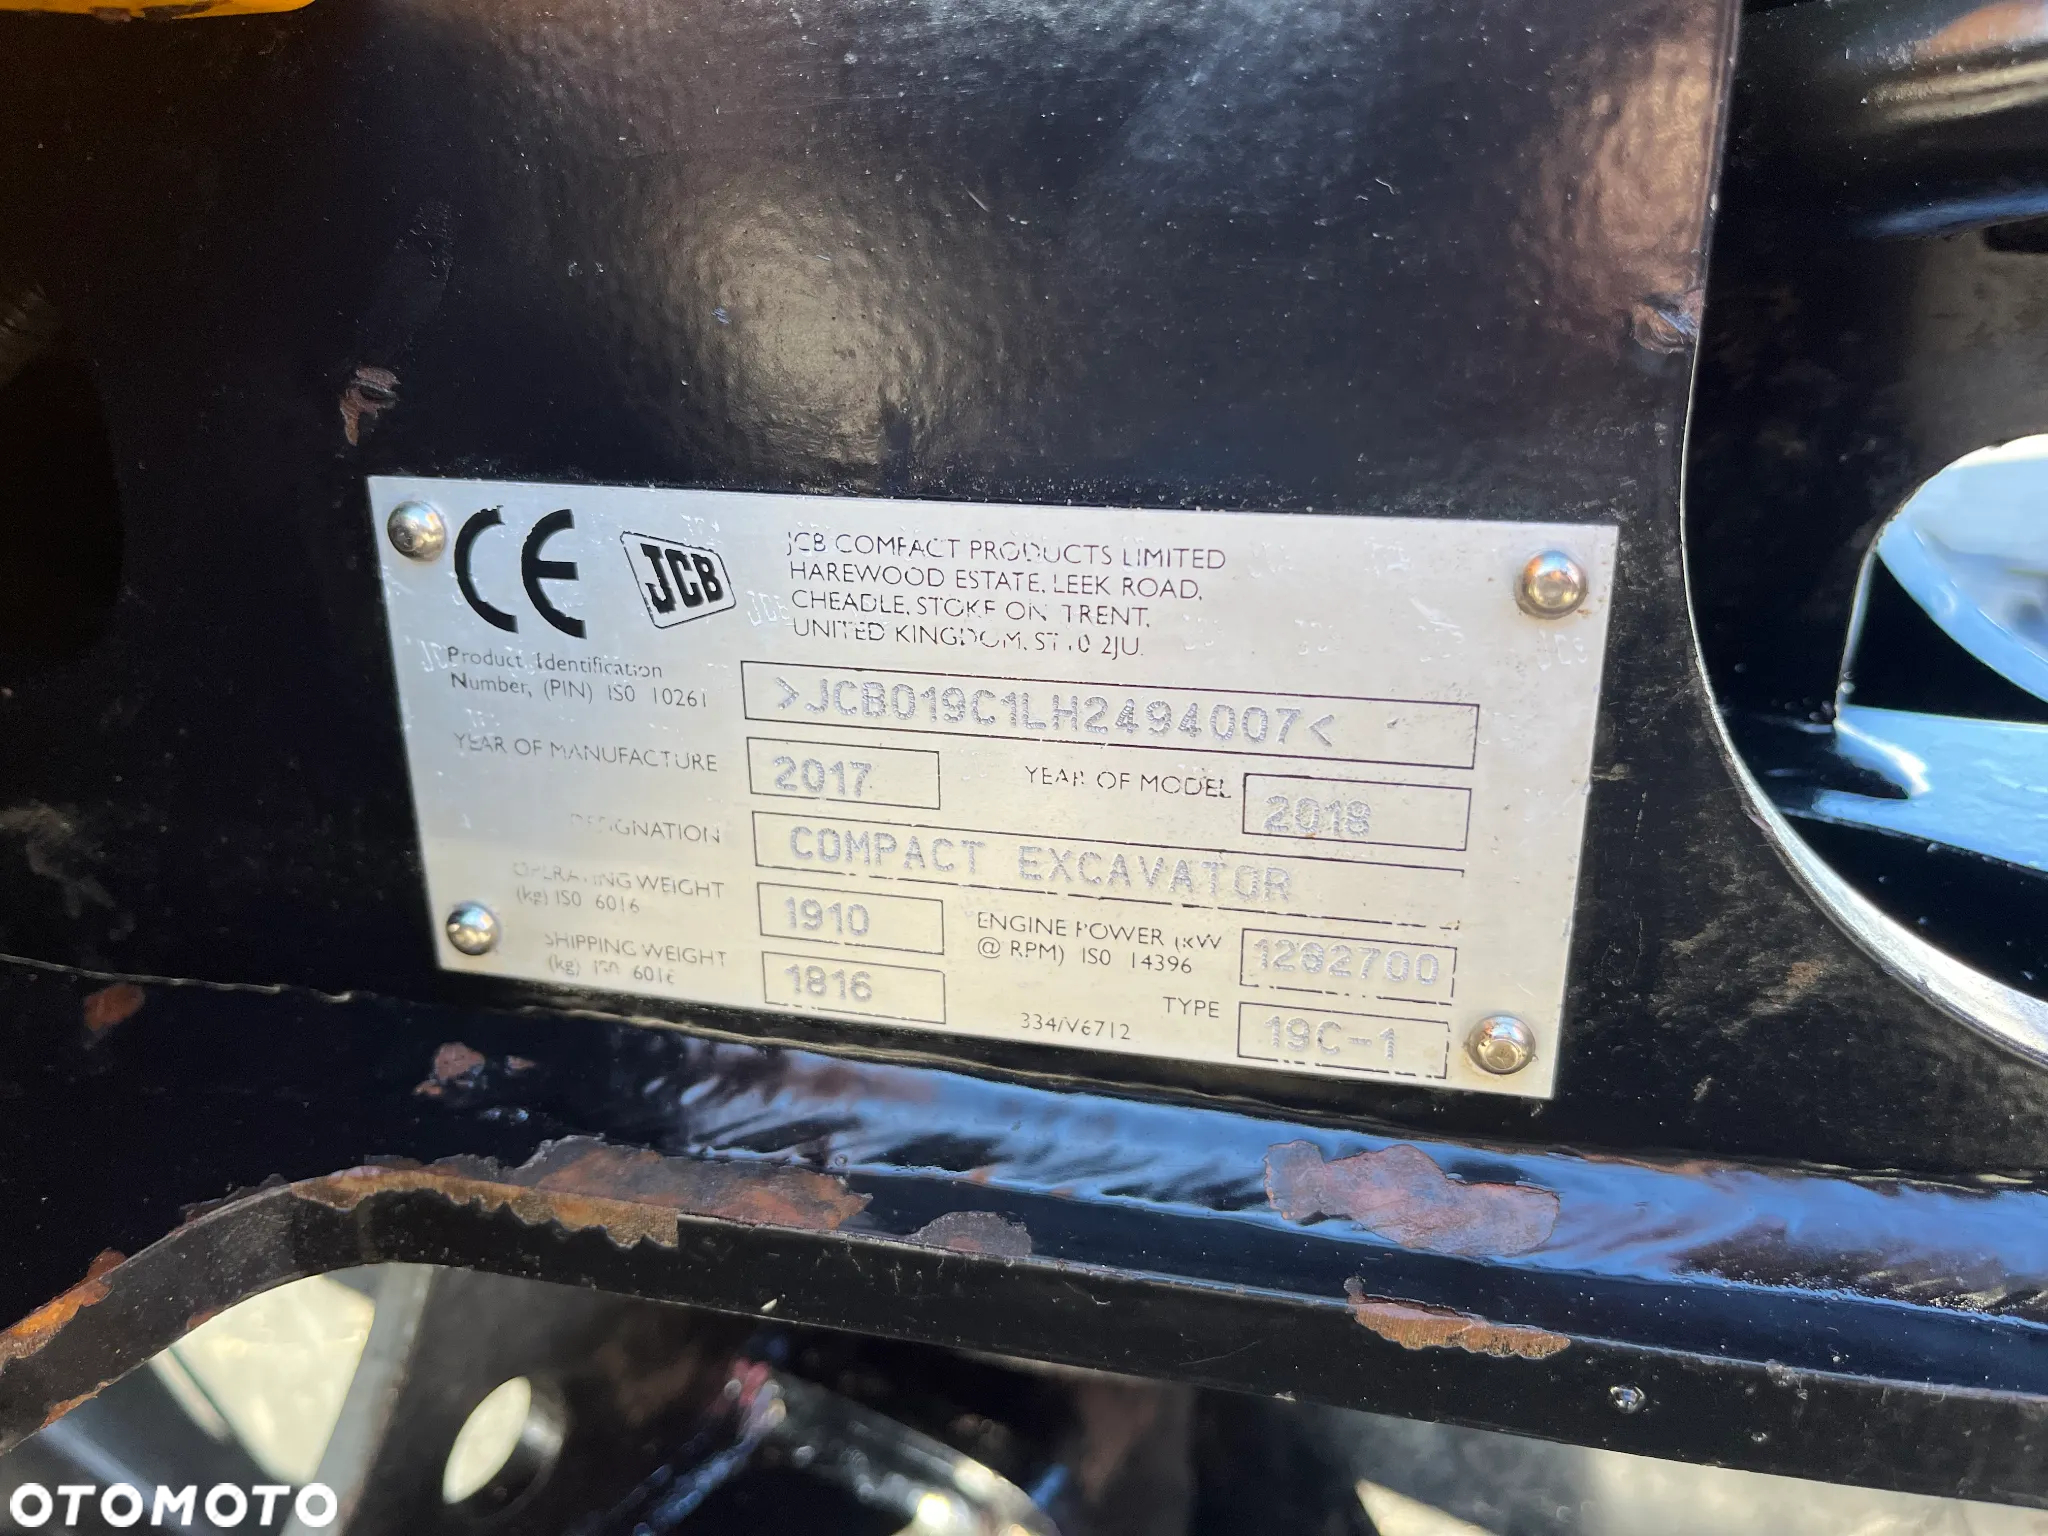 CE JCB
JCB COMPACT PRODUCTS LIMITED
HAREWOOD ESTATE, LEEK ROAD,
CHEADLE, STOKE ON TRENT,
UNITED KINGDOM, ST10 2JU.
Product Identification
Number, (PIN) ISO 10261
>JCB019C1LH2494007<
YEAR OF MANUFACTURE 2017
YEAR OF MODEL 2018
DESIGNATION COMPACT EXCAVATOR
OPERATING WEIGHT
(kg) ISO 6016
1910
ENGINE POWER (KW
@ RPM) ISO 14396
SHIPPING WEIGHT
(kg) ISO 6016
1816
334/V6712
TYPE 19C-1
OTOMOTO